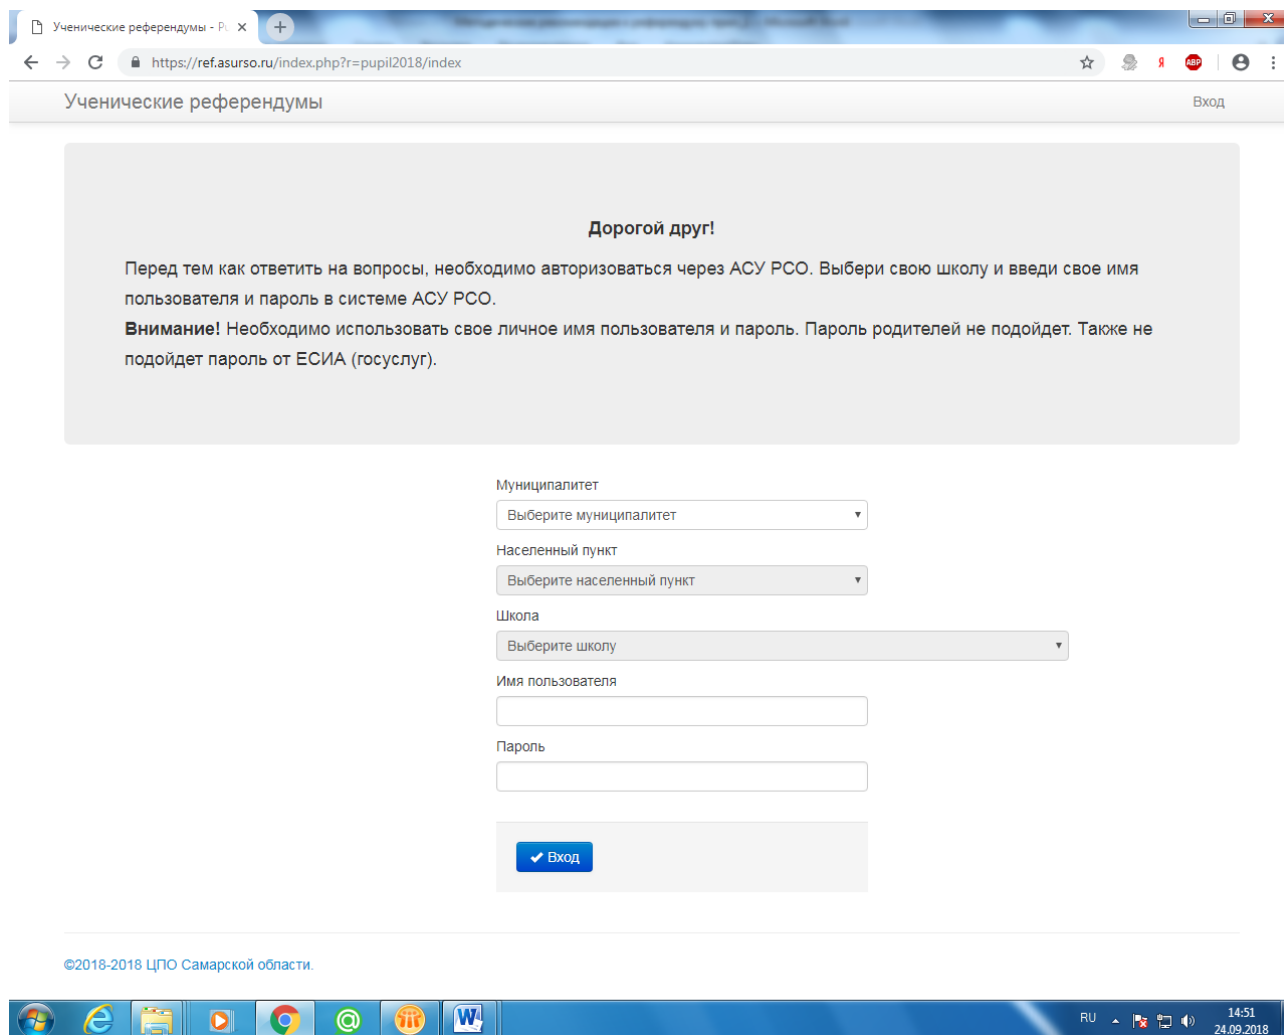 Ученические референдумы - Pu
https://ref.asurso.ru/index.php?r=pupil2018/index
Я
ABP
Ученические референдумы
Вход
Дорогой друг!
Перед тем как ответить на вопросы, необходимо авторизоваться через АСУ РСО. Выбери свою школу и введи свое имя
пользователя и пароль в системе АСУ РСО.
Внимание! Необходимо использовать свое личное имя пользователя и пароль. Пароль родителей не подойдет. Также не
подойдет пароль от ЕСИА (госуслуг).
Муниципалитет
Выберите муниципалитет
Населенный пункт
Выберите населенный пункт
Школа
Выберите школу
Имя пользователя
Пароль
Вход
©2018-2018 ЦПО Самарской области.
RU
14:51
24.09.2018